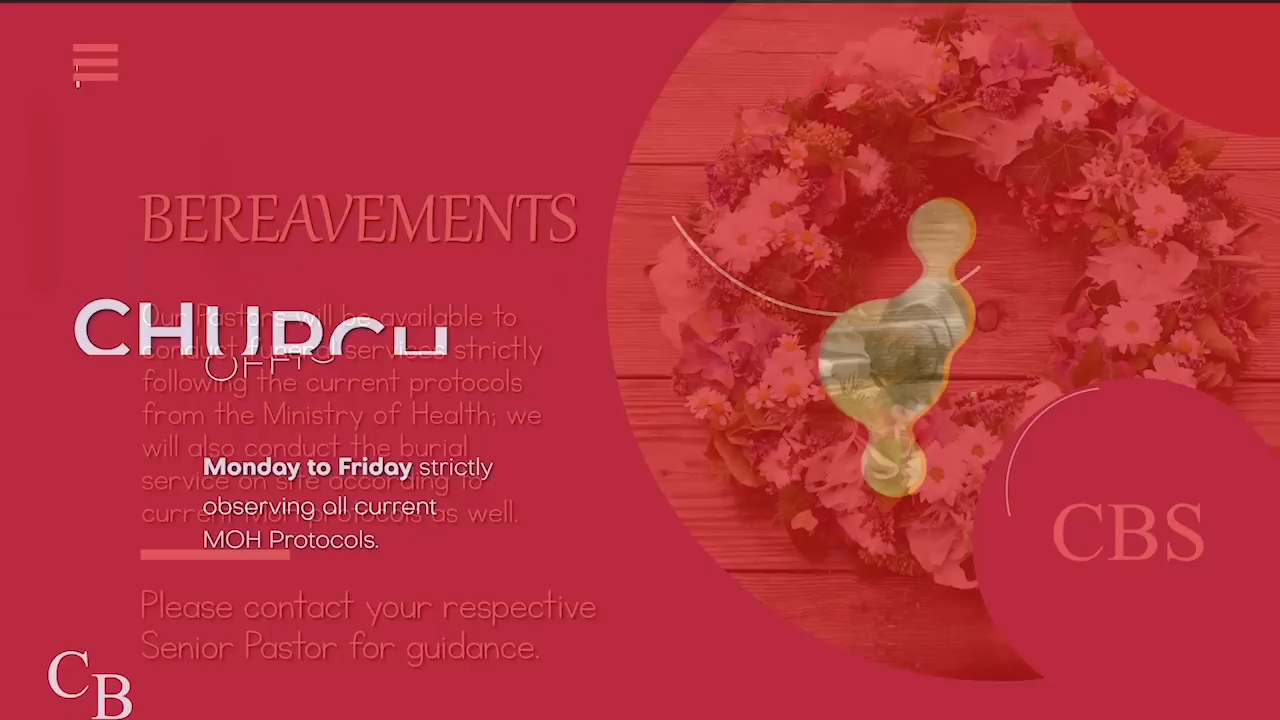 BEREAVEMENTS
CHURCH
OFFIC
Our Pastors will be available to
conduct funeral services strictly
following the current protocols
from the Ministry of Health; we
will also conduct the burial
service on site according to
current MoH protocols as well.
Monday to Friday strictly
observing all current
MOH Protocols.
Please contact your respective
Senior Pastor for guidance.
CBS
CB